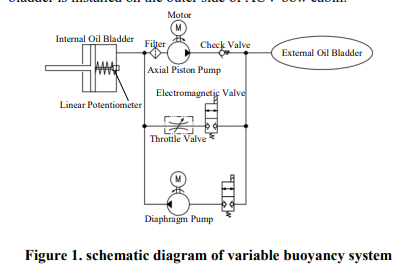 bladder is installed on the outer side of AUV bow cabin.
Motor
M
Internal Oil Bladder
Filter
Check Valve
External Oil Bladder
Axial Piston Pump
Linear Potentiometer
Electromagnetic Valve
Throttle Valve
M
Diaphragm Pump
Figure 1. schematic diagram of variable buoyancy system